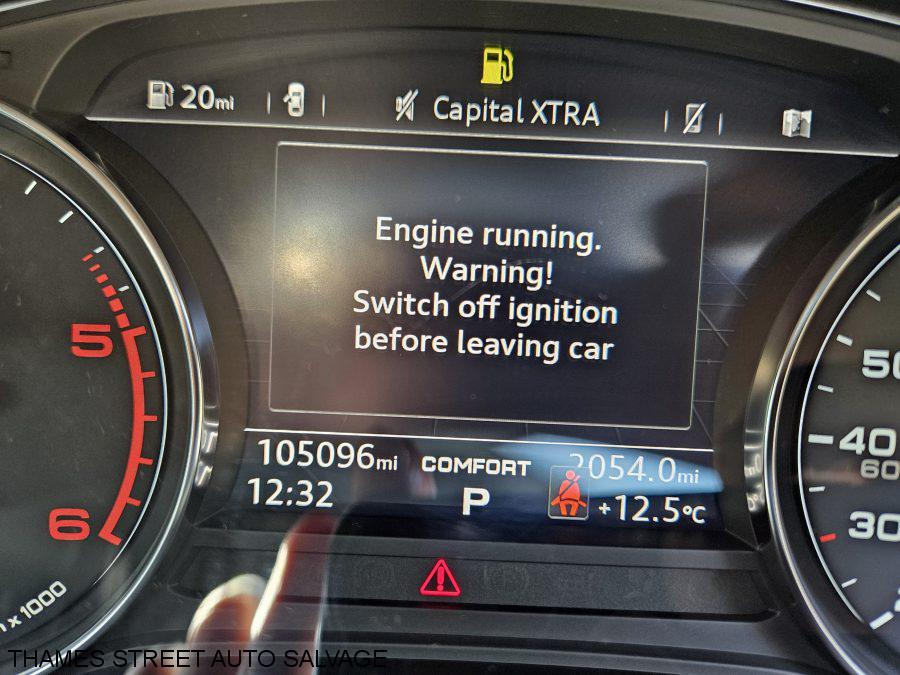 20mi
Capital XTRA
Engine running.
Warning!
Switch off ignition
before leaving car
105096mi COMFORT 2054.0mi
12:32 P +12.5°C
5
6
x 1000
40
60
30
THAMES STREET AUTO SALVAGE